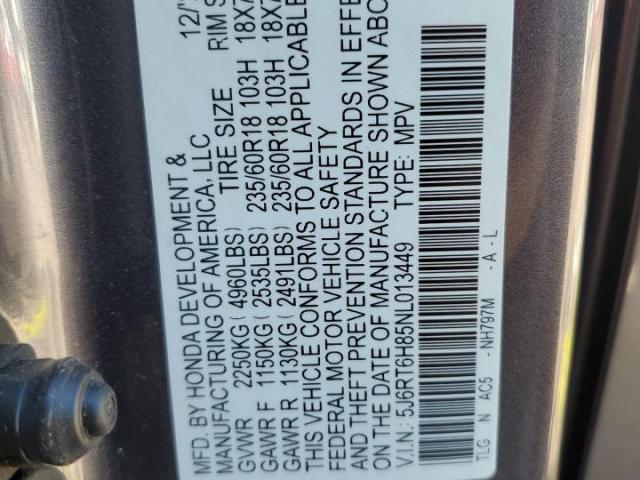 MFD. BY HONDA DEVELOPMENT & 12/
MANUFACTURING OF AMERICA, LLC
TIRE SIZE RIM S
GVWR 2250KG ( 4960LBS)
GAWR F 1150KG ( 2535LBS) 235/60R18 103H 18X7
GAWR R 1130KG ( 2491LBS) 235/60R18 103H 18X7
THIS VEHICLE CONFORMS TO ALL APPLICABLE
FEDERAL MOTOR VEHICLE SAFETY
AND THEFT PREVENTION STANDARDS IN EFFE
ON THE DATE OF MANUFACTURE SHOWN ABO
V.I.N.: 5J6RT6H85NL013449 TYPE: MPV
TLG N AC5 -NH797M -A-L